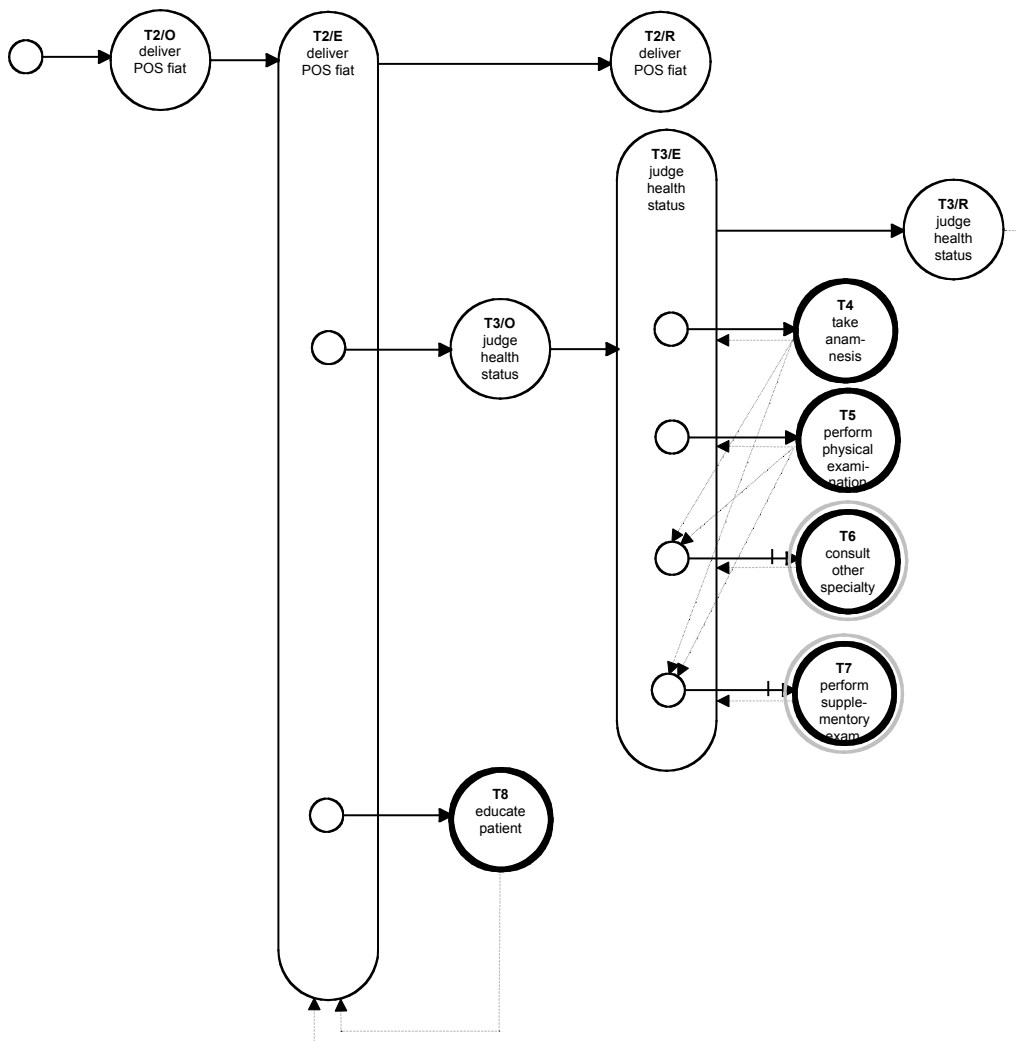 T2/O
deliver
POS fiat
T2/E
deliver
POS fiat
T2/R
deliver
POS fiat
T3/E
judge
health
status
T3/R
judge
health
status
T3/O
judge
health
status
T4
take
anam-
nesis
T5
perform
physical
exami-
nation
T6
consult
other
specialty
T7
perform
supple-
mentory
exam
T8
educate
patient